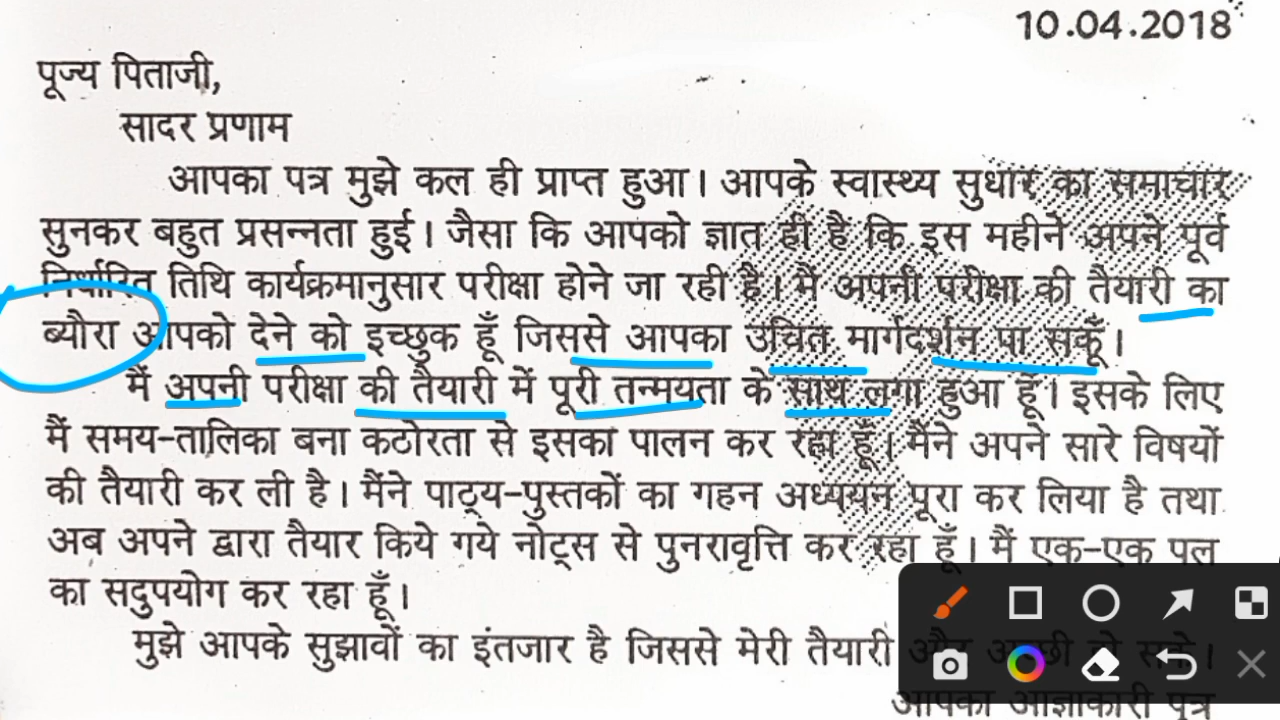 10.04.2018
पूज्य पिताजी,
सादर प्रणाम
आपका पत्र मुझे कल ही प्राप्त हुआ। आपके स्वास्थ्य सुधार का समाचार
सुनकर बहुत प्रसन्नता हुई। जैसा कि आपको ज्ञात ही है कि इस महीने अपने पूर्व
निर्धारित तिथि कार्यक्रमानुसार परीक्षा होने जा रही है। मैं अपनी परीक्षा की तैयारी का
ब्यौरा आपको देने को इच्छुक हूँ जिससे आपका उचित मार्गदर्शन पा सकूँ।
मैं अपनी परीक्षा की तैयारी में पूरी तन्मयता के साथ लगा हुआ हूँ। इसके लिए
मैं समय-तालिका बना कठोरता से इसका पालन कर रहा हूँ। मैंने अपने सारे विषयों
की तैयारी कर ली है। मैंने पाठ्य-पुस्तकों का गहन अध्ययन पूरा कर लिया है तथा
अब अपने द्वारा तैयार किये गये नोट्स से पुनरावृत्ति कर रहा हूँ। मैं एक-एक पल
का सदुपयोग कर रहा हूँ।
मुझे आपके सुझावों का इंतजार है जिससे मेरी तैयारी और अच्छी हो सके।
आपका आज्ञाकारी पुत्र